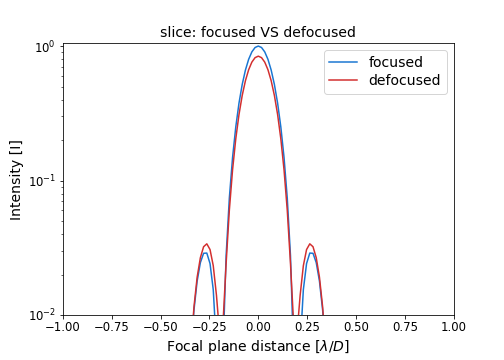 slice: focused VS defocused
10⁰
10⁻¹
10⁻²
Intensity [I]
focused
defocused
−1.00 −0.75 −0.50 −0.25 0.00 0.25 0.50 0.75 1.00
Focal plane distance [λ/D]